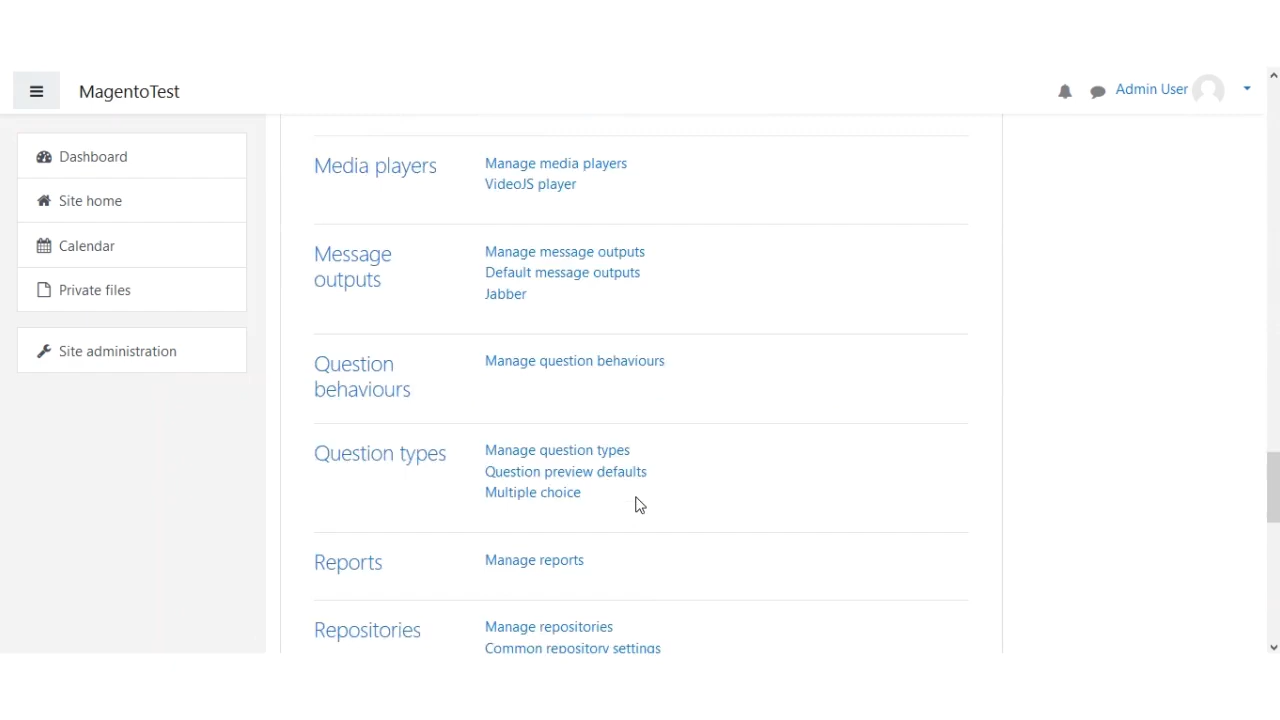 MagentoTest
Admin User
Dashboard
Site home
Calendar
Private files
Site administration
Media players
Manage media players
VideoJS player
Message
outputs
Manage message outputs
Default message outputs
Jabber
Question
behaviours
Manage question behaviours
Question types
Manage question types
Question preview defaults
Multiple choice
Reports
Manage reports
Repositories
Manage repositories
Common repository settings